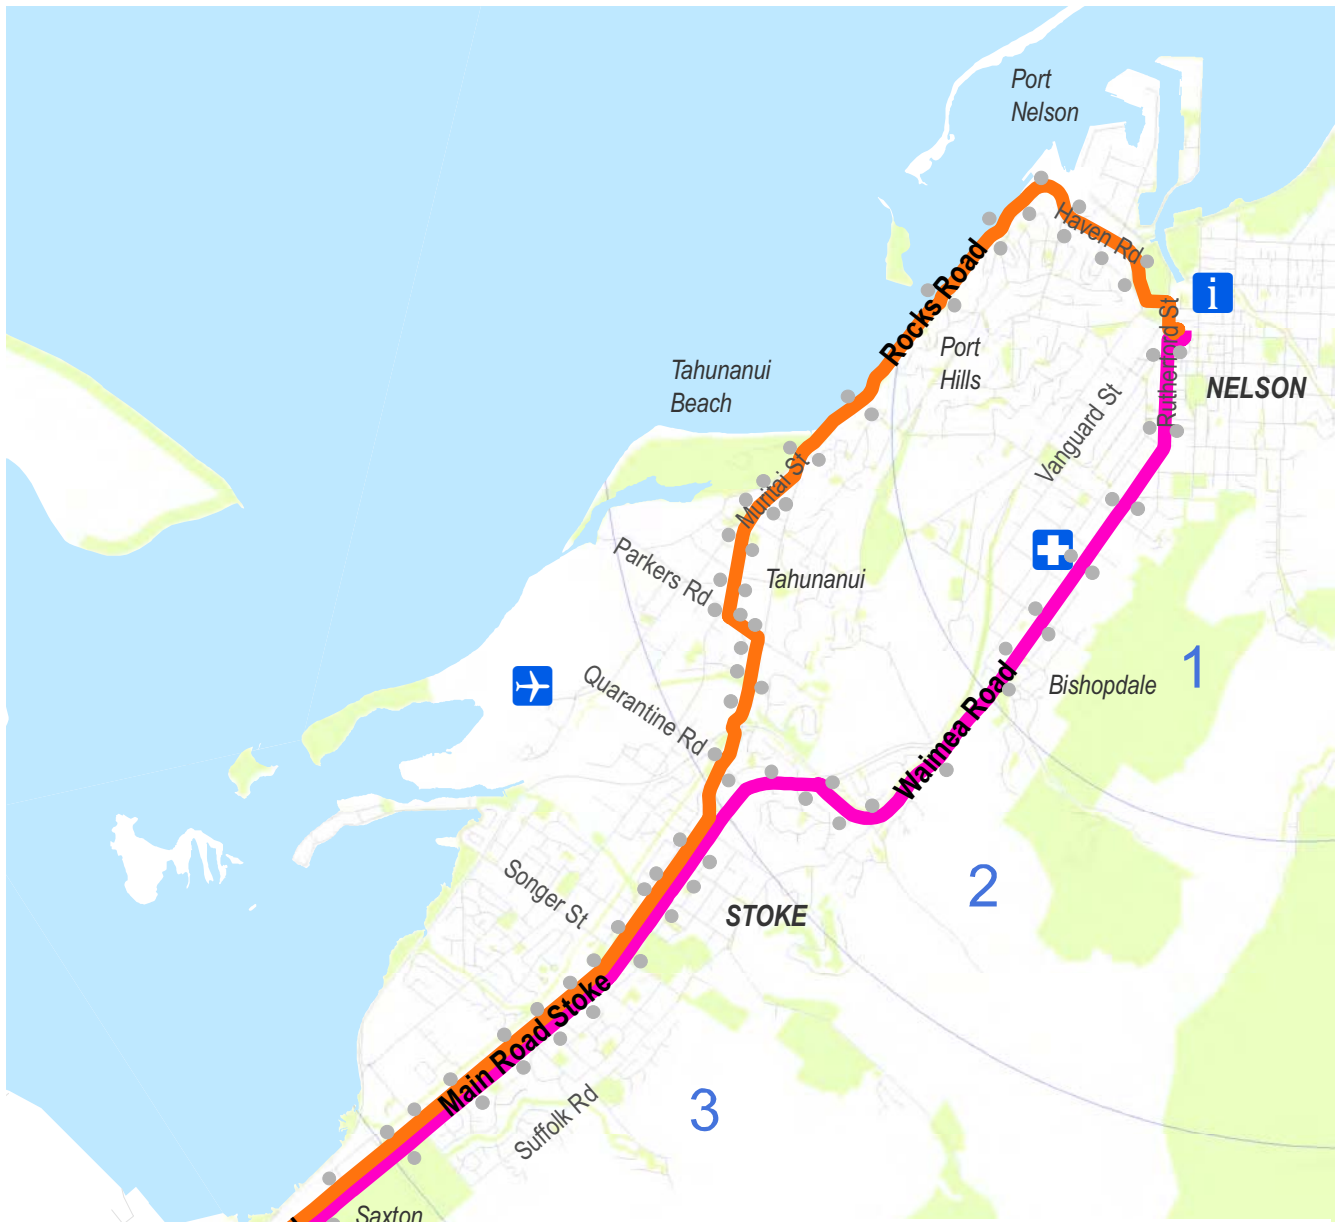 Port
Nelson
Haven Rd
Rocks Road
i
Rutherford St
Port
Hills
NELSON
Tahunanui
Beach
Vanguard St
Muritai St
Parkers Rd
Tahunanui
1
Bishopdale
Quarantine Rd
Waimea Road
2
Songer St
STOKE
Main Road Stoke
3
Suffolk Rd
Saxton